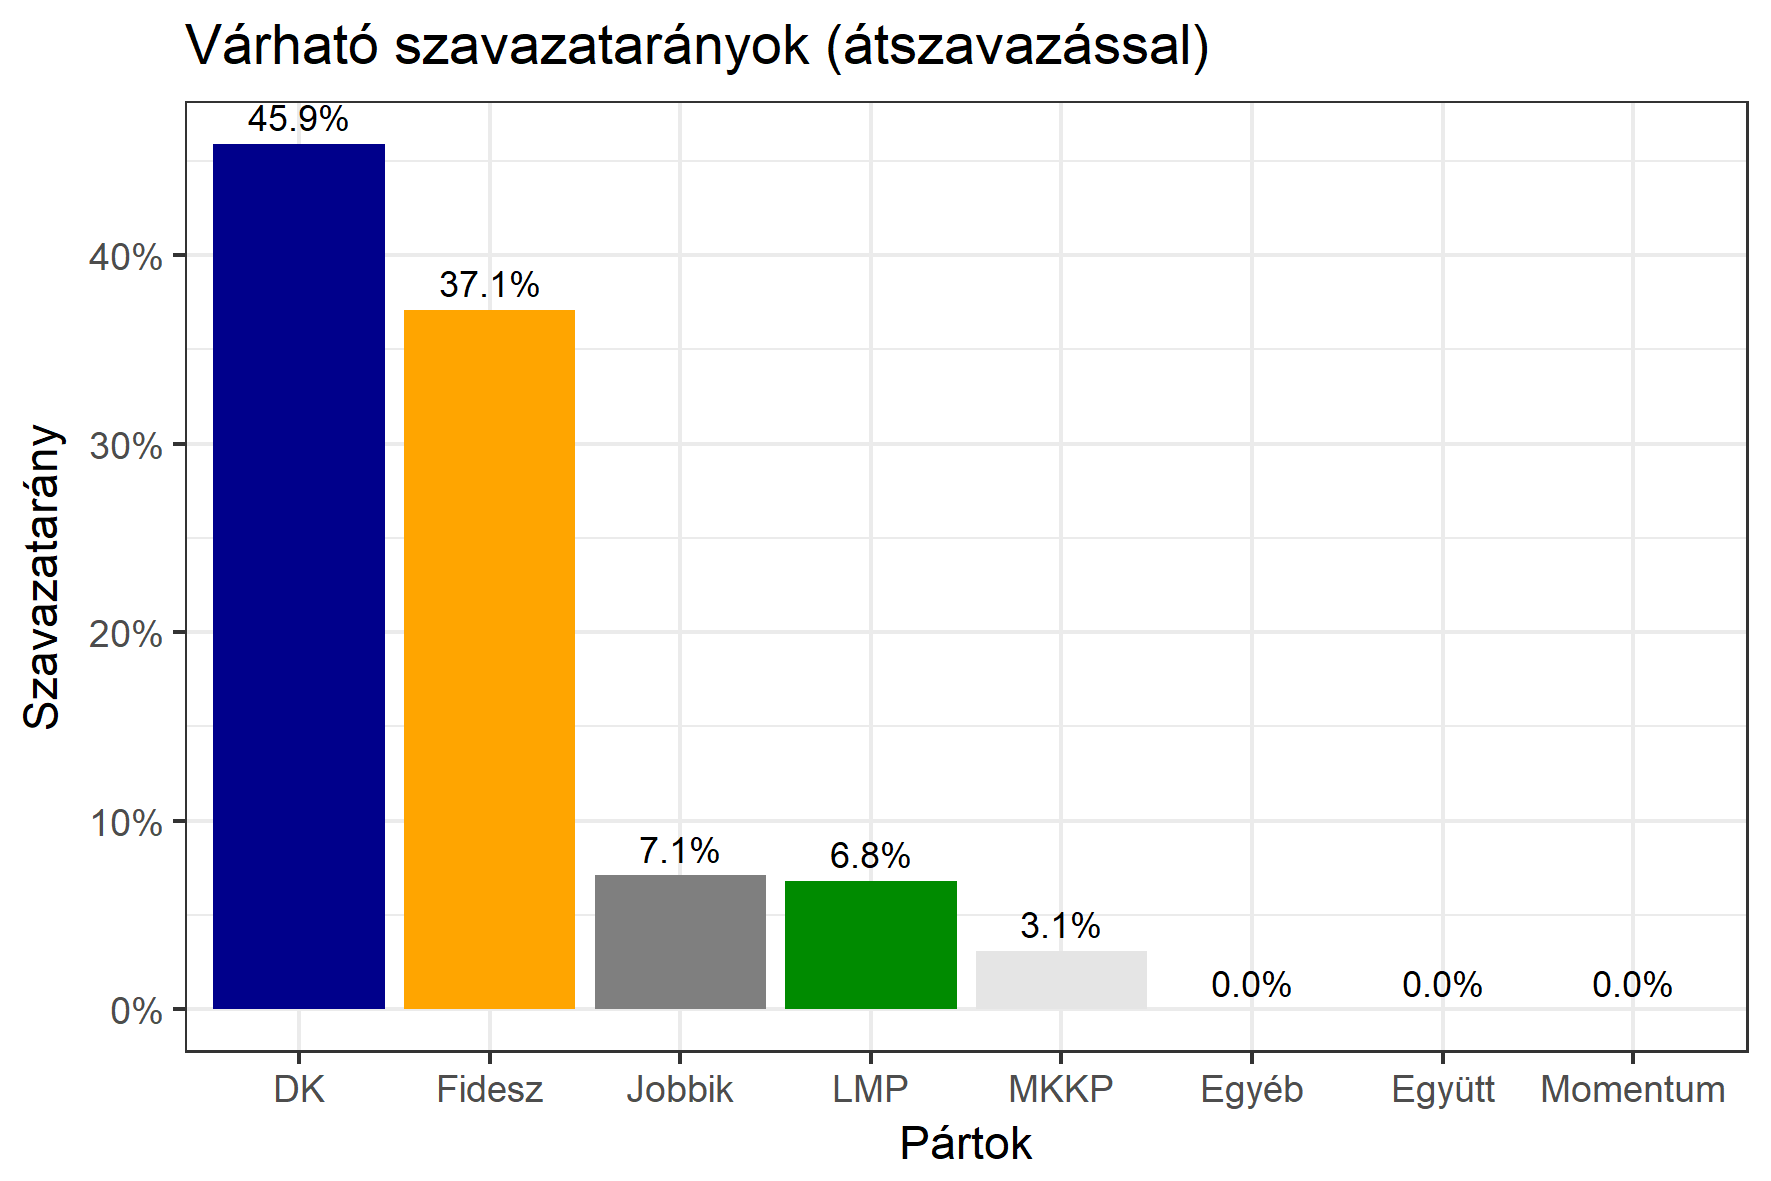 Várható szavazatarányok (átszavazással)
45.9%
37.1%
7.1%
6.8%
3.1%
0.0%
0.0%
0.0%
40%
30%
20%
10%
0%
Szavazatarány
DK
Fidesz
Jobbik
LMP
MKKP
Egyéb
Együtt
Momentum
Pártok